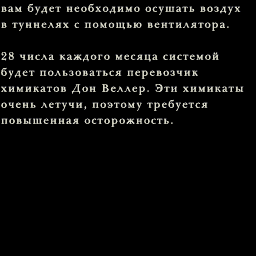 вам будет необходимо осушать воздух
в туннелях с помощью вентилятора.
28 числа каждого месяца системой
будет пользоваться перевозчик
химикатов Дон Веллер. Эти химикаты
очень летучи, поэтому требуется
повышенная осторожность.